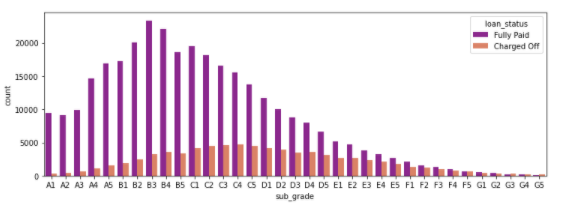 loan_status
Fully Paid
Charged Off
20000
15000
10000
5000
0
count
A1 A2 A3 A4 A5 B1 B2 B3 B4 B5 C1 C2 C3 C4 C5 D1 D2 D3 D4 D5 E1 E2 E3 E4 E5 F1 F2 F3 F4 F5 G1 G2 G3 G4 G5
sub_grade